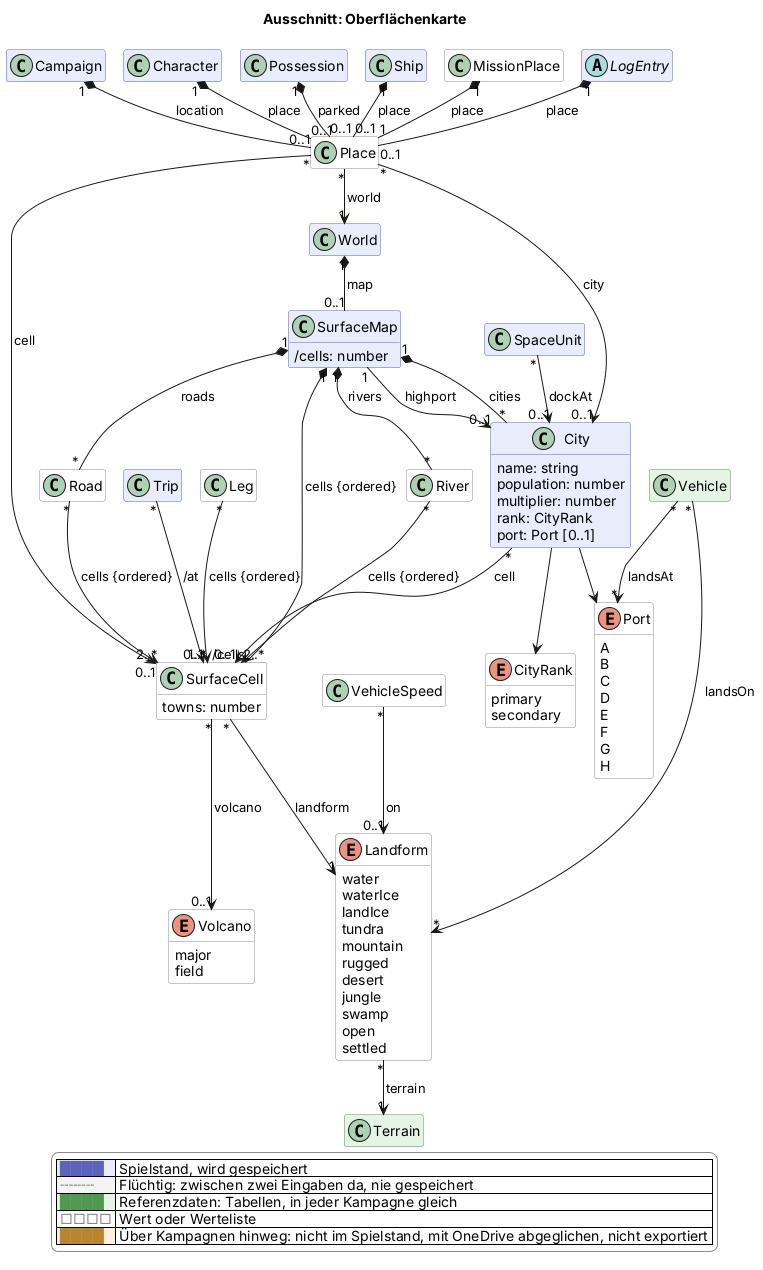 Ausschnitt: Oberflächenkarte
C Campaign
C Character
C Possession
C Ship
C MissionPlace
A LogEntry
1 1 1 1 1 1
location
place
parked
place
place
place
0..1 0..1 0..1 0..1 1 0..1
C Place
* * *
world
city
cell
1
C World
1
map
0..1
C SurfaceMap
/cells: number
C SpaceUnit
1 1 1 1 1 *
roads
rivers
highport
cities
dockAt
* * 0..1 * 0..1 0..1
C City
name: string
population: number
multiplier: number
rank: CityRank
port: Port [0..1]
C Road
C Trip
C Leg
C River
C Vehicle
* * * * * * *
cells {ordered}
/at
cells {ordered}
cells {ordered}
cells {ordered}
cell
landsAt
*
E Port
A
B
C
D
E
F
G
H
E CityRank
primary
secondary
0..1
C SurfaceCell
towns: number
C VehicleSpeed
landsOn
* * *
volcano
landform
on
0..1 1 0..1 *
E Volcano
major
field
E Landform
water
waterIce
landIce
tundra
mountain
rugged
desert
jungle
swamp
open
settled
*
terrain
1
C Terrain
Spielstand, wird gespeichert
Flüchtig: zwischen zwei Eingaben da, nie gespeichert
Referenzdaten: Tabellen, in jeder Kampagne gleich
Wert oder Werteliste
Über Kampagnen hinweg: nicht im Spielstand, mit OneDrive abgeglichen, nicht exportiert